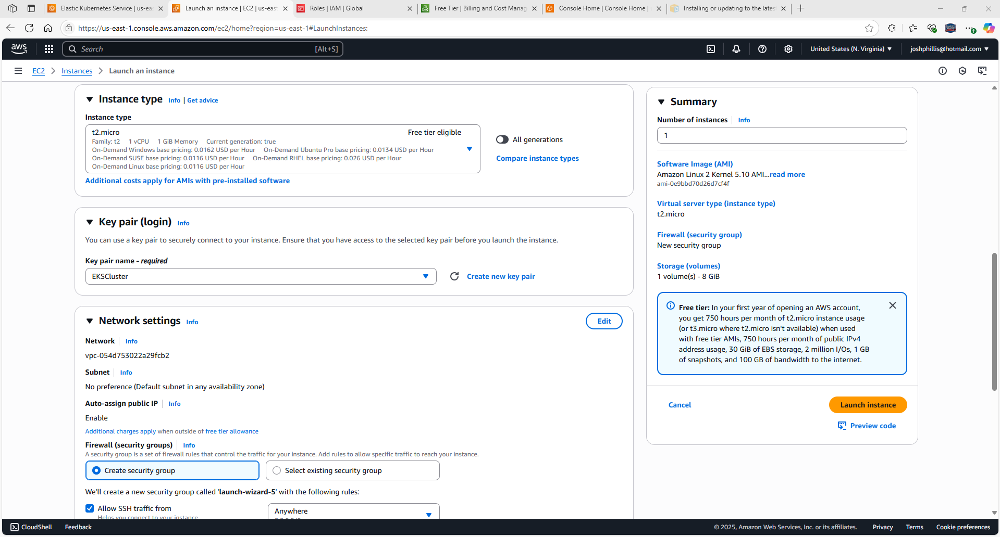 Elastic Kubernetes Service | us-eas
Launch an instance | EC2 | us-east
Roles | IAM | Global
Free Tier | Billing and Cost Manag
Console Home | Console Home |
Installing or updating to the lates
https://us-east-1.console.aws.amazon.com/ec2/home?region=us-east-1#LaunchInstances:
aws
Search
[Alt+S]
United States (N. Virginia)
joshphillis@hotmail.com
EC2
Instances
Launch an instance
Instance type
Info | Get advice
Instance type
t2.micro
Free tier eligible
Family: t2 1 vCPU 1 GiB Memory Current generation: true
On-Demand Windows base pricing: 0.0162 USD per Hour On-Demand Ubuntu Pro base pricing: 0.0134 USD per Hour
On-Demand SUSE base pricing: 0.0116 USD per Hour On-Demand RHEL base pricing: 0.026 USD per Hour
On-Demand Linux base pricing: 0.0116 USD per Hour
All generations
Compare instance types
Additional costs apply for AMIs with pre-installed software
Key pair (login)
Info
You can use a key pair to securely connect to your instance. Ensure that you have access to the selected key pair before you launch the instance.
Key pair name - required
EKSCluster
Create new key pair
Network settings
Info
Edit
Network
Info
vpc-054d753022a29fcb2
Subnet
Info
No preference (Default subnet in any availability zone)
Auto-assign public IP
Info
Enable
Additional charges apply when outside of free tier allowance
Firewall (security groups)
Info
A security group is a set of firewall rules that control the traffic for your instance. Add rules to allow specific traffic to reach your instance.
Create security group
Select existing security group
We'll create a new security group called 'launch-wizard-5' with the following rules:
Allow SSH traffic from
Helps you connect to your instance
Anywhere
Summary
Number of instances
Info
1
Software Image (AMI)
Amazon Linux 2 Kernel 5.10 AMI...read more
ami-0e9bbd70d26d7cf4f
Virtual server type (instance type)
t2.micro
Firewall (security group)
New security group
Storage (volumes)
1 volume(s) - 8 GiB
Free tier: In your first year of opening an AWS account,
you get 750 hours per month of t2.micro instance usage
(or t3.micro where t2.micro isn't available) when used
with free tier AMIs, 750 hours per month of public IPv4
address usage, 30 GiB of EBS storage, 2 million I/Os, 1 GB
of snapshots, and 100 GB of bandwidth to the internet.
Cancel
Launch instance
Preview code
CloudShell
Feedback
© 2025, Amazon Web Services, Inc. or its affiliates.
Privacy
Terms
Cookie preferences